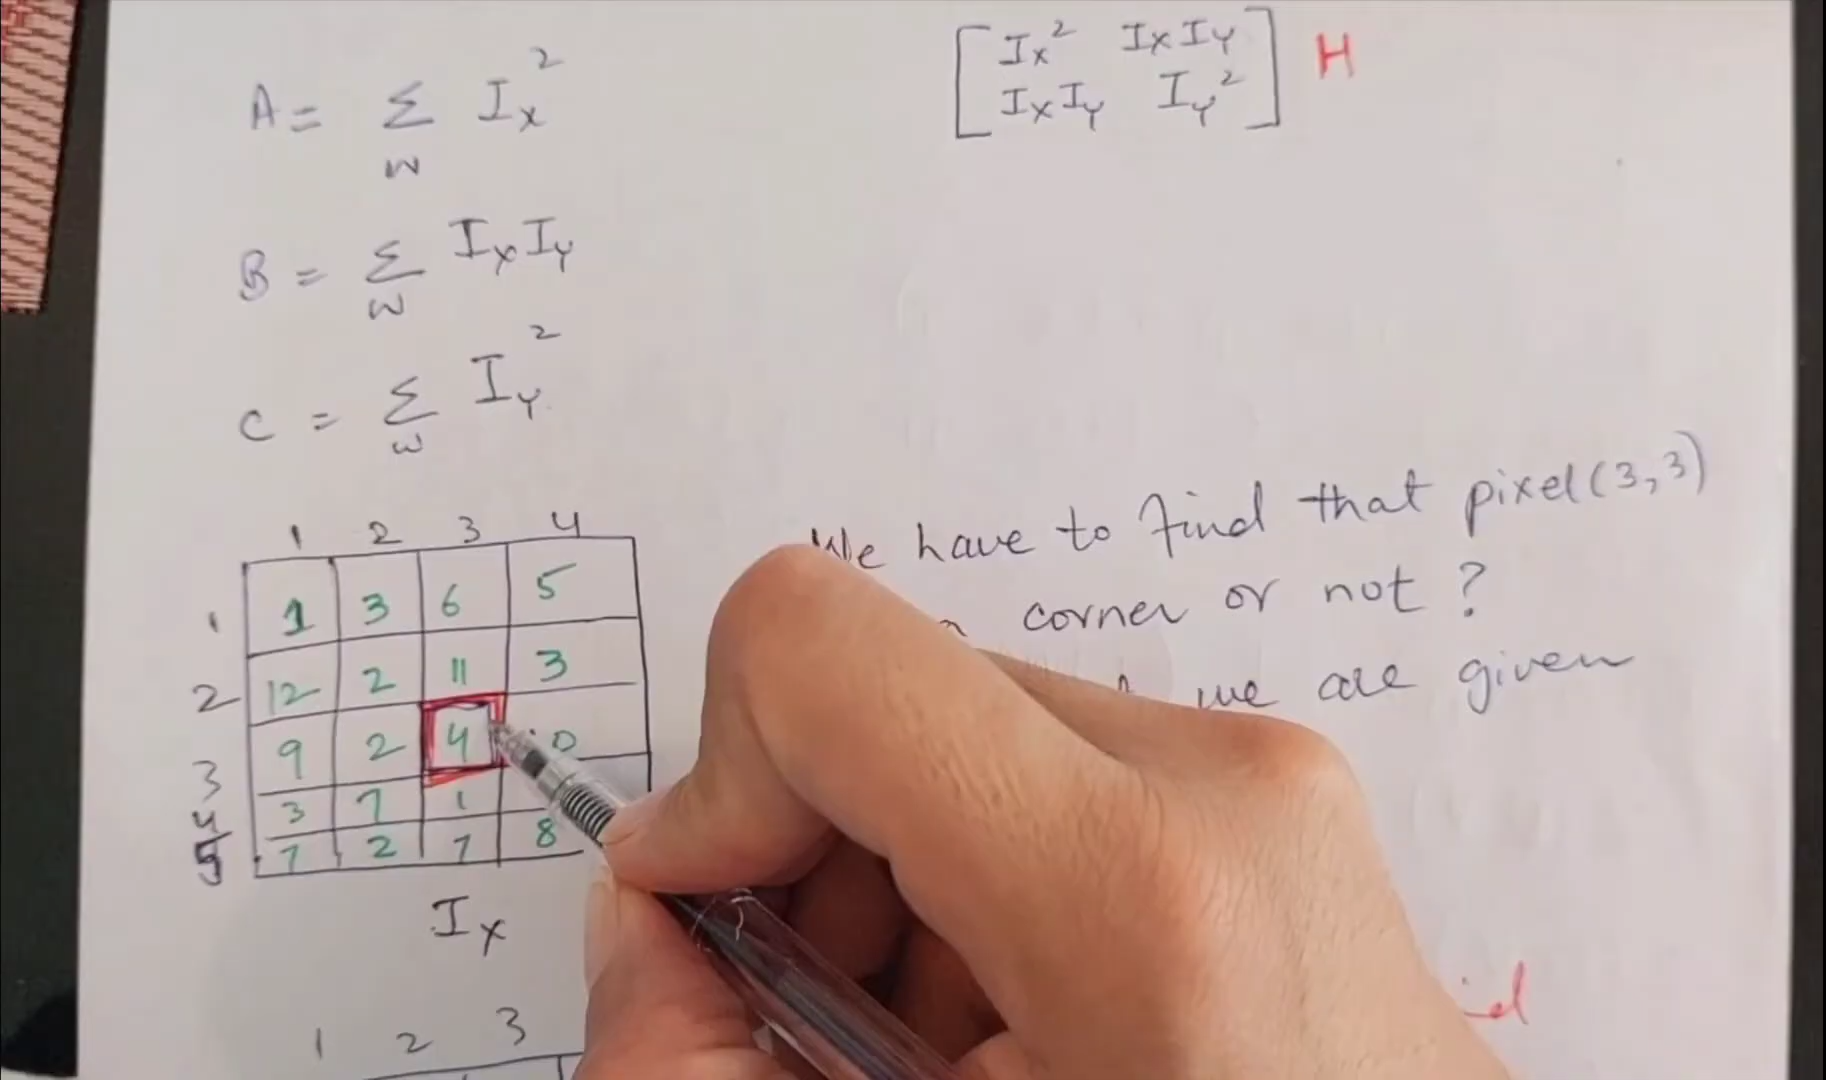 A = Σ Ix²
W
B = Σ IxIy
W
C = Σ Iy²
W
[ Ix² IxIy ] H
[ IxIy Iy² ]
We have to find that pixel (3,3)
corner or not ?
we are given
1 2 3 4
1 1 3 6 5
2 12 2 11 3
3 9 2 4 0
4 3 7 1
5 7 2 7 8
Ix
1 2 3